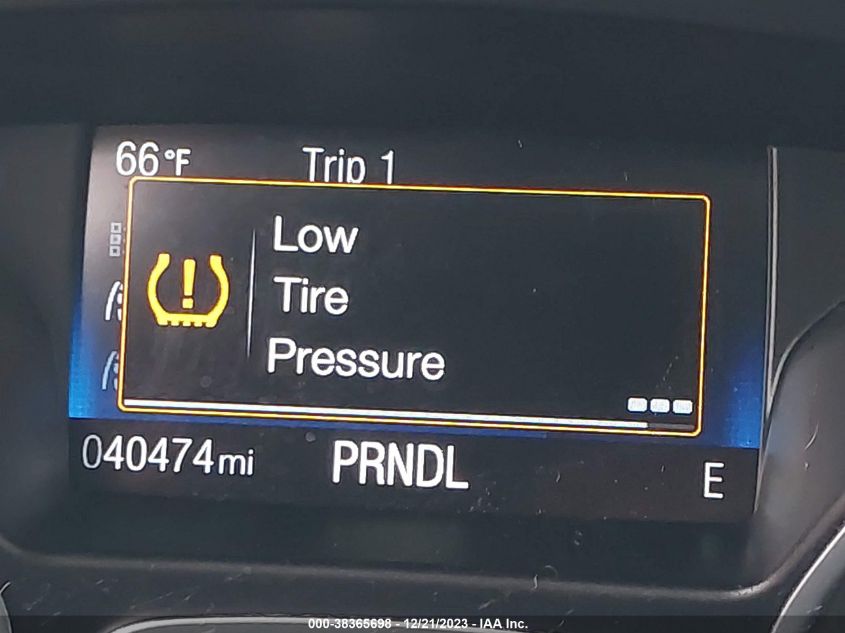 66°F Trip 1
Low
Tire
Pressure
040474mi PRNDL E
000-38365698 - 12/21/2023 - IAA Inc.